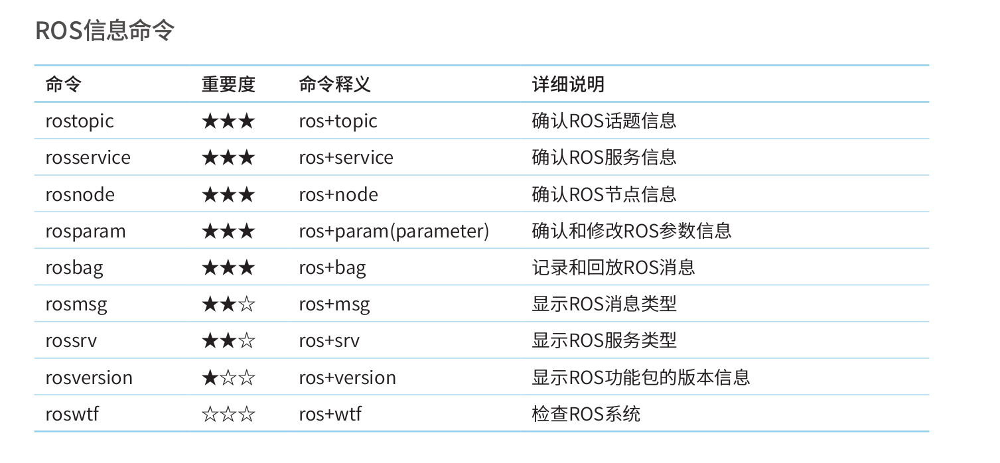 ROS信息命令
命令 重要度 命令释义 详细说明
rostopic ★★★ ros+topic 确认ROS话题信息
rosservice ★★★ ros+service 确认ROS服务信息
rosnode ★★★ ros+node 确认ROS节点信息
rosparam ★★★ ros+param(parameter) 确认和修改ROS参数信息
rosbag ★★★ ros+bag 记录和回放ROS消息
rosmsg ★★☆ ros+msg 显示ROS消息类型
rossrv ★★☆ ros+srv 显示ROS服务类型
rosversion ★☆☆ ros+version 显示ROS功能包的版本信息
roswtf ☆☆☆ ros+wtf 检查ROS系统